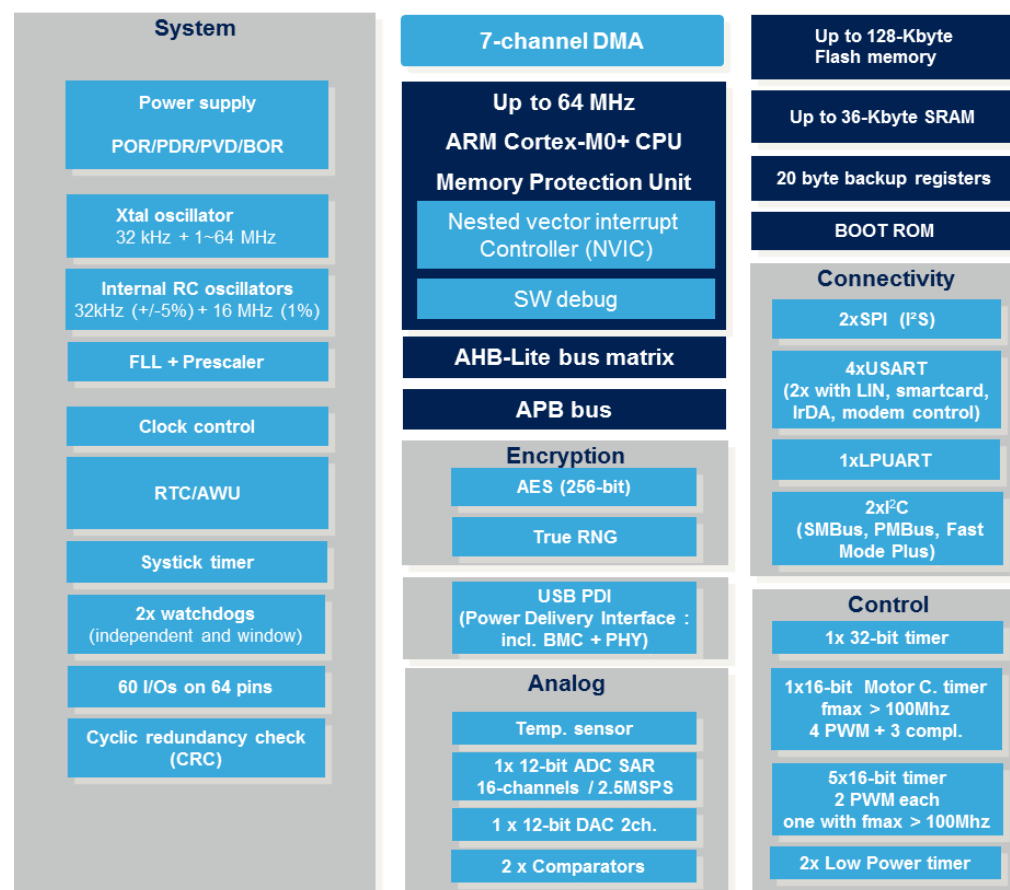 System
Power supply
POR/PDR/PVD/BOR
Xtal oscillator
32 kHz + 1~64 MHz
Internal RC oscillators
32kHz (+/-5%) + 16 MHz (1%)
FLL + Prescaler
Clock control
RTC/AWU
Systick timer
2x watchdogs
(independent and window)
60 I/Os on 64 pins
Cyclic redundancy check
(CRC)
7-channel DMA
Up to 64 MHz
ARM Cortex-M0+ CPU
Memory Protection Unit
Nested vector interrupt
Controller (NVIC)
SW debug
AHB-Lite bus matrix
APB bus
Encryption
AES (256-bit)
True RNG
USB PDI
(Power Delivery Interface :
incl. BMC + PHY)
Analog
Temp. sensor
1x 12-bit ADC SAR
16-channels / 2.5MSPS
1 x 12-bit DAC 2ch.
2 x Comparators
Up to 128-Kbyte
Flash memory
Up to 36-Kbyte SRAM
20 byte backup registers
BOOT ROM
Connectivity
2xSPI (I²S)
4xUSART
(2x with LIN, smartcard,
IrDA, modem control)
1xLPUART
2xI²C
(SMBus, PMBus, Fast
Mode Plus)
Control
1x 32-bit timer
1x16-bit Motor C. timer
fmax > 100Mhz
4 PWM + 3 compl.
5x16-bit timer
2 PWM each
one with fmax > 100Mhz
2x Low Power timer